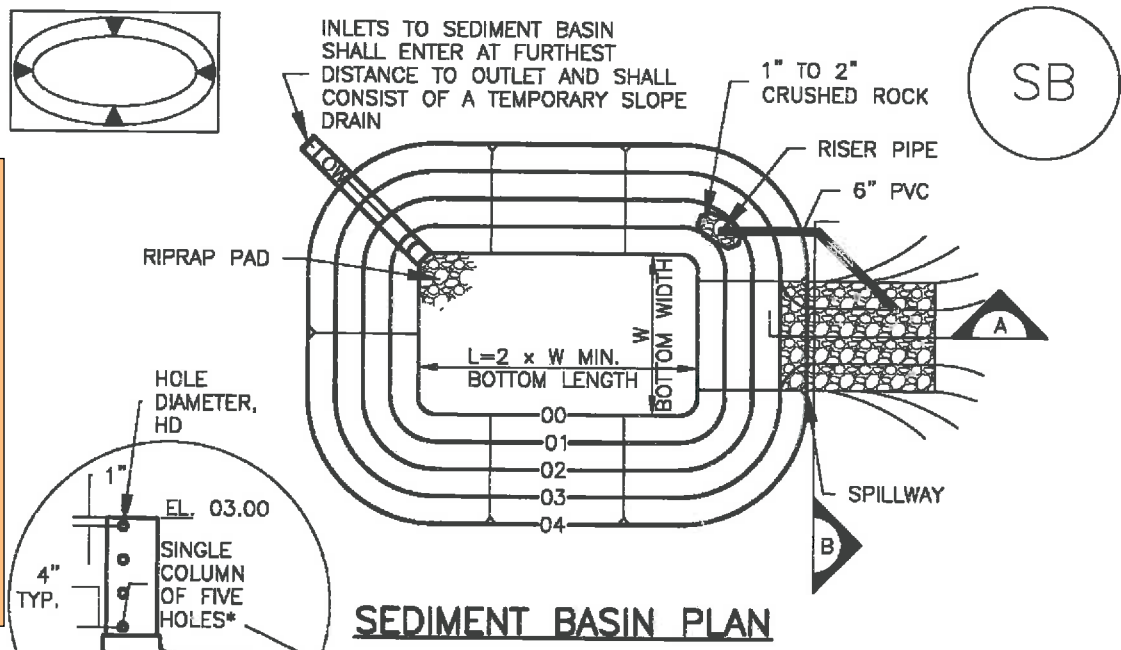 INLETS TO SEDIMENT BASIN
SHALL ENTER AT FURTHEST
DISTANCE TO OUTLET AND SHALL
CONSIST OF A TEMPORARY SLOPE
DRAIN
1" TO 2"
CRUSHED ROCK
SB
RISER PIPE
6" PVC
FLOW
RIPRAP PAD
W
BOTTOM WIDTH
A
L=2 x W MIN.
BOTTOM LENGTH
HOLE
DIAMETER,
HD
00
01
02
03
04
SPILLWAY
B
1"
EL. 03.00
4"
TYP.
SINGLE
COLUMN
OF FIVE
HOLES*
SEDIMENT BASIN PLAN